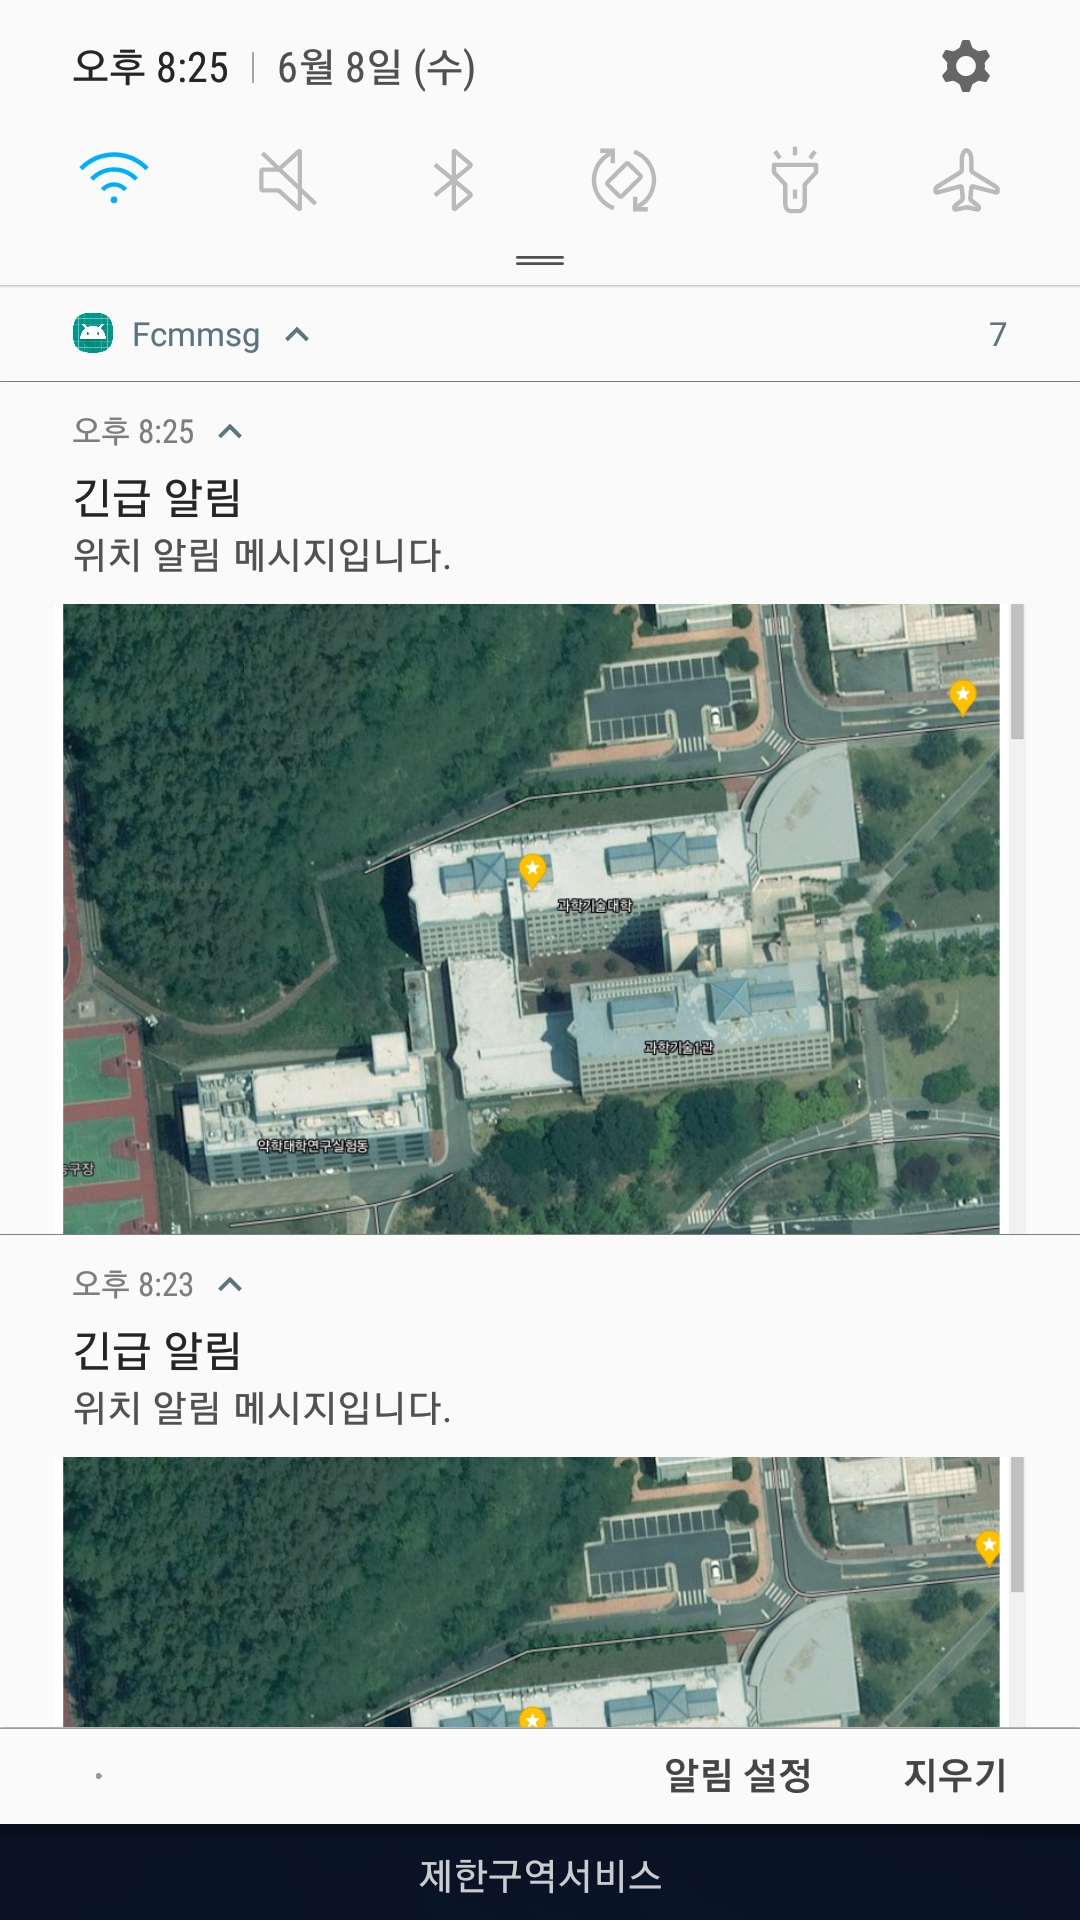 오후 8:25 | 6월 8일 (수)
Fcmmsg 7
오후 8:25
긴급 알림
위치 알림 메시지입니다.
과학기술대학
과학기술1관
약학대학연구실험동
농구장
오후 8:23
긴급 알림
위치 알림 메시지입니다.
알림 설정 지우기
제한구역서비스